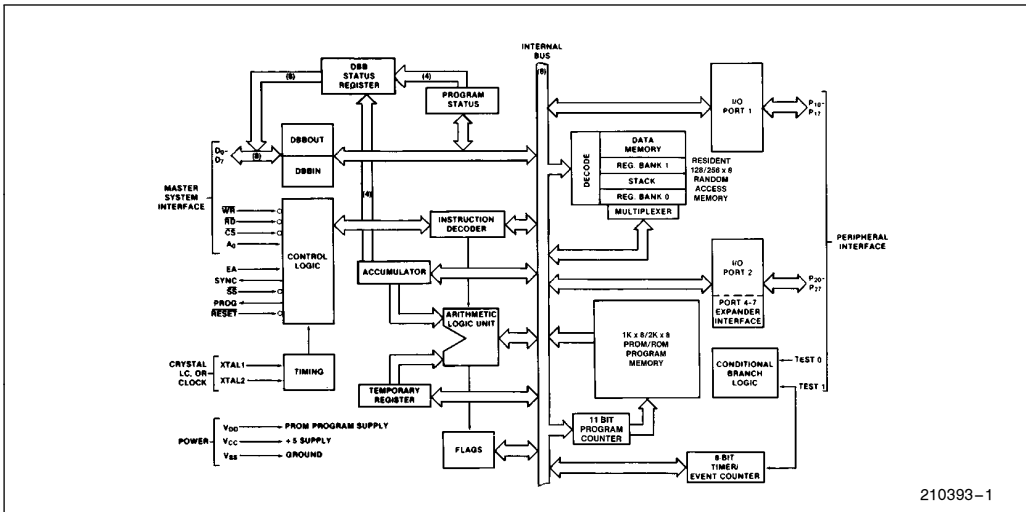 INTERNAL
BUS
(8)
DBB
STATUS
REGISTER
(8)
(4)
PROGRAM
STATUS
I/O
PORT 1
P10-
P17
D0-
D7
(8)
DBBOUT
DBBIN
DECODE
DATA
MEMORY
REG. BANK 1
STACK
REG. BANK 0
MULTIPLEXER
RESIDENT
128/256 x 8
RANDOM
ACCESS
MEMORY
MASTER
SYSTEM
INTERFACE
WR
RD
CS
A0
(4)
CONTROL
LOGIC
INSTRUCTION
DECODER
PERIPHERAL
INTERFACE
EA
SYNC
SS
PROG
RESET
ACCUMULATOR
I/O
PORT 2
PORT 4-7
EXPANDER
INTERFACE
P20-
P27
ARITHMETIC
LOGIC UNIT
1K x 8/2K x 8
PROM/ROM
PROGRAM
MEMORY
CRYSTAL
LC, OR
CLOCK
XTAL1
XTAL2
TIMING
CONDITIONAL
BRANCH
LOGIC
TEST 0
TEST 1
TEMPORARY
REGISTER
11 BIT
PROGRAM
COUNTER
POWER
VDD
PROM PROGRAM SUPPLY
VCC
+5 SUPPLY
VSS
GROUND
FLAGS
8-BIT
TIMER/
EVENT COUNTER
210393-1